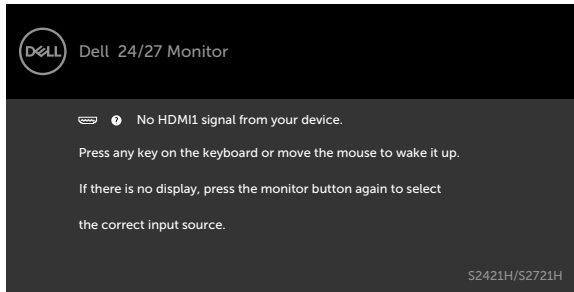 DELL
Dell 24/27 Monitor
No HDMI1 signal from your device.
Press any key on the keyboard or move the mouse to wake it up.
If there is no display, press the monitor button again to select
the correct input source.
S2421H/S2721H